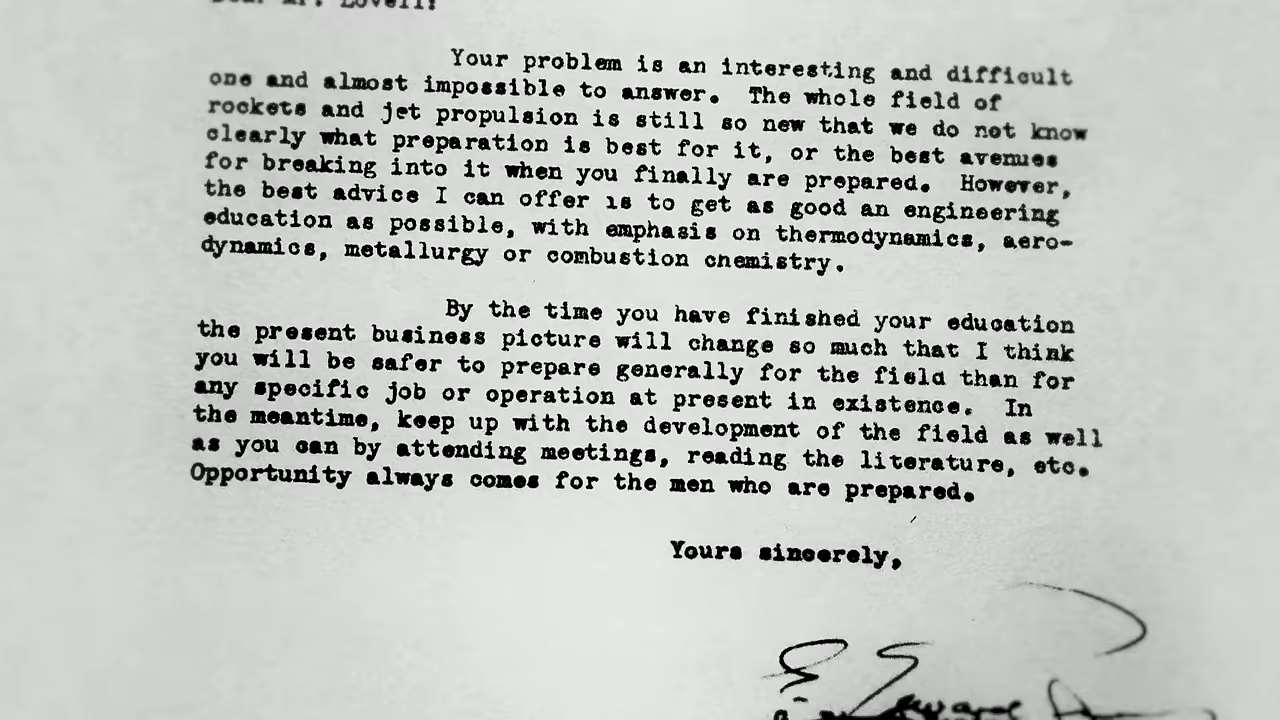 Dear Mr. Lovell:
Your problem is an interesting and difficult
one and almost impossible to answer. The whole field of
rockets and jet propulsion is still so new that we do not know
clearly what preparation is best for it, or the best avenues
for breaking into it when you finally are prepared. However,
the best advice I can offer is to get as good an engineering
education as possible, with emphasis on thermodynamics, aero-
dynamics, metallurgy or combustion chemistry.
By the time you have finished your education
the present business picture will change so much that I think
you will be safer to prepare generally for the field than for
any specific job or operation at present in existence. In
the meantime, keep up with the development of the field as well
as you can by attending meetings, reading the literature, etc.
Opportunity always comes for the men who are prepared.
Yours sincerely,